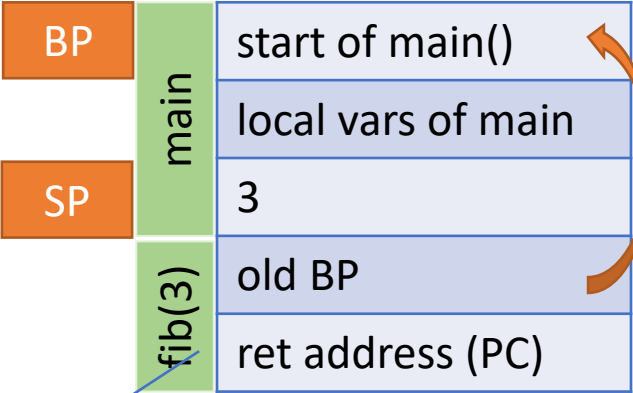 BP
main
start of main()
local vars of main
SP
3
fib(3)
old BP
ret address (PC)